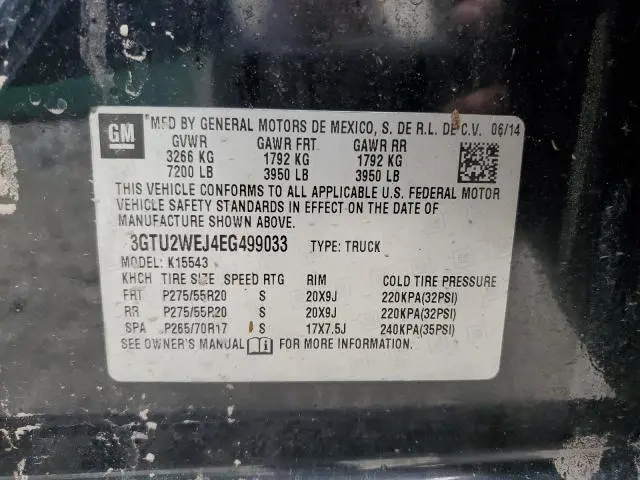 GM MFD BY GENERAL MOTORS DE MEXICO, S. DE R.L. DE C.V. 06/14
GVWR GAWR FRT GAWR RR
3266 KG 1792 KG 1792 KG
7200 LB 3950 LB 3950 LB
THIS VEHICLE CONFORMS TO ALL APPLICABLE U.S. FEDERAL MOTOR
VEHICLE SAFETY STANDARDS IN EFFECT ON THE DATE OF
MANUFACTURE SHOWN ABOVE.
3GTU2WEJ4EG499033 TYPE: TRUCK
MODEL: K15543
KHCH TIRE SIZE SPEED RTG RIM COLD TIRE PRESSURE
FRT P275/55R20 S 20X9J 220KPA(32PSI)
RR P275/55R20 S 20X9J 220KPA(32PSI)
SPA P265/70R17 S 17X7.5J 240KPA(35PSI)
SEE OWNER'S MANUAL FOR MORE INFORMATION.